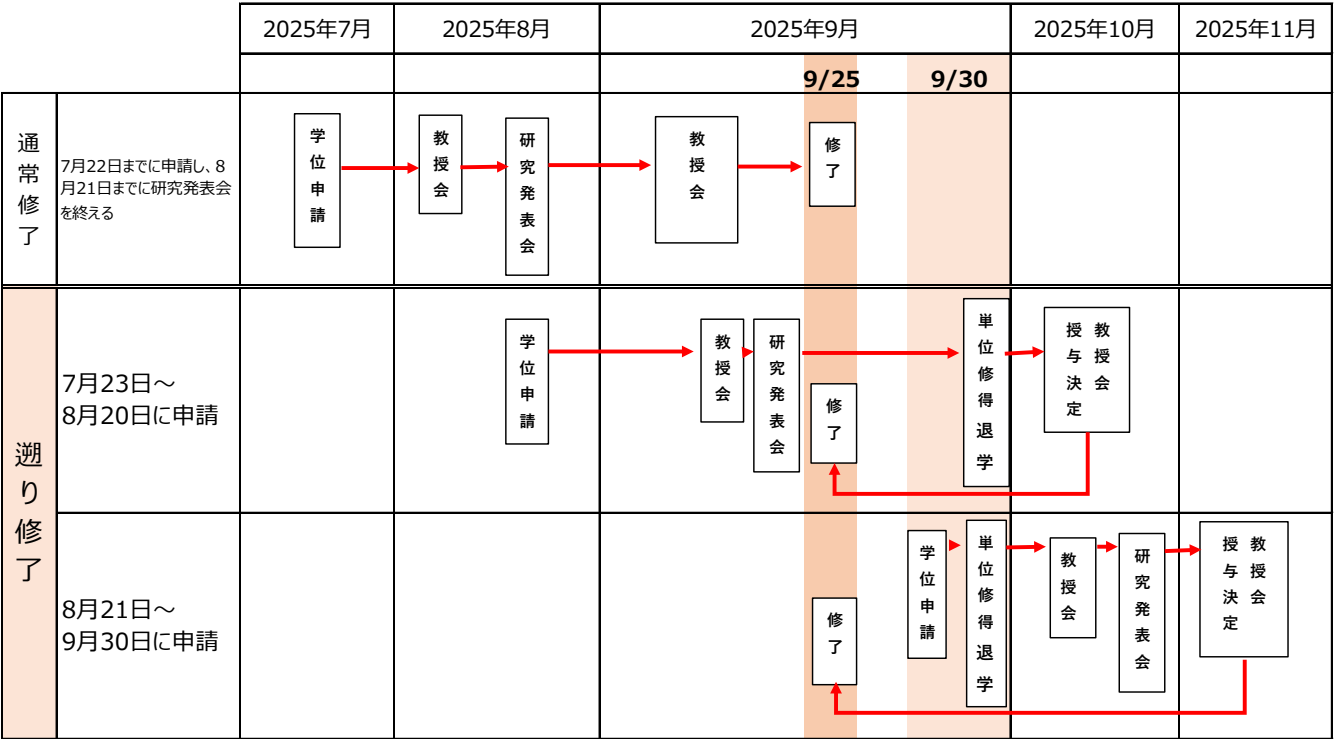 2025年7月
2025年8月
2025年9月
2025年10月
2025年11月
9/25
9/30
通常修了
7月22日までに申請し、8
月21日までに研究発表会
を終える
学位申請
教授会
研究発表会
教授会
修了
遡り修了
7月23日～
8月20日に申請
学位申請
教授会
研究発表会
修了
単位修得退学
教授会
授与決定
8月21日～
9月30日に申請
修了
学位申請
単位修得退学
教授会
研究発表会
教授会
授与決定